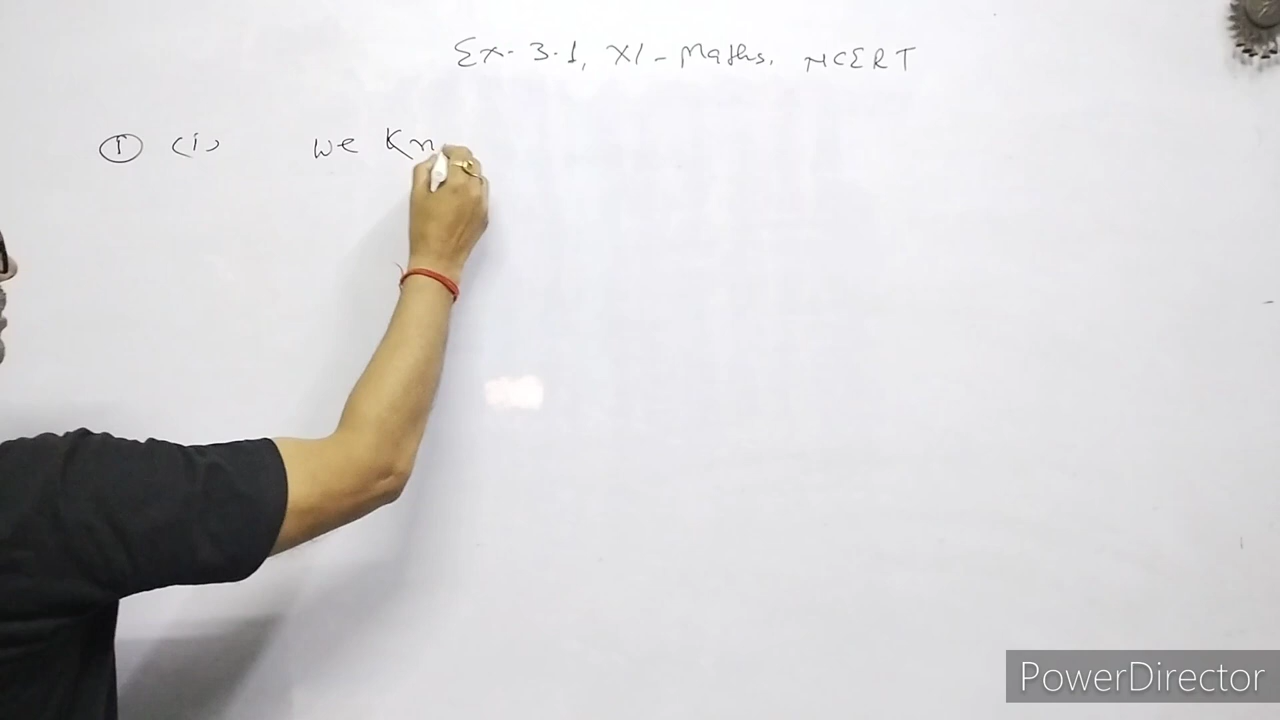 Ex- 3.1, XI - Maths, NCERT
① (i) we Kn
PowerDirector